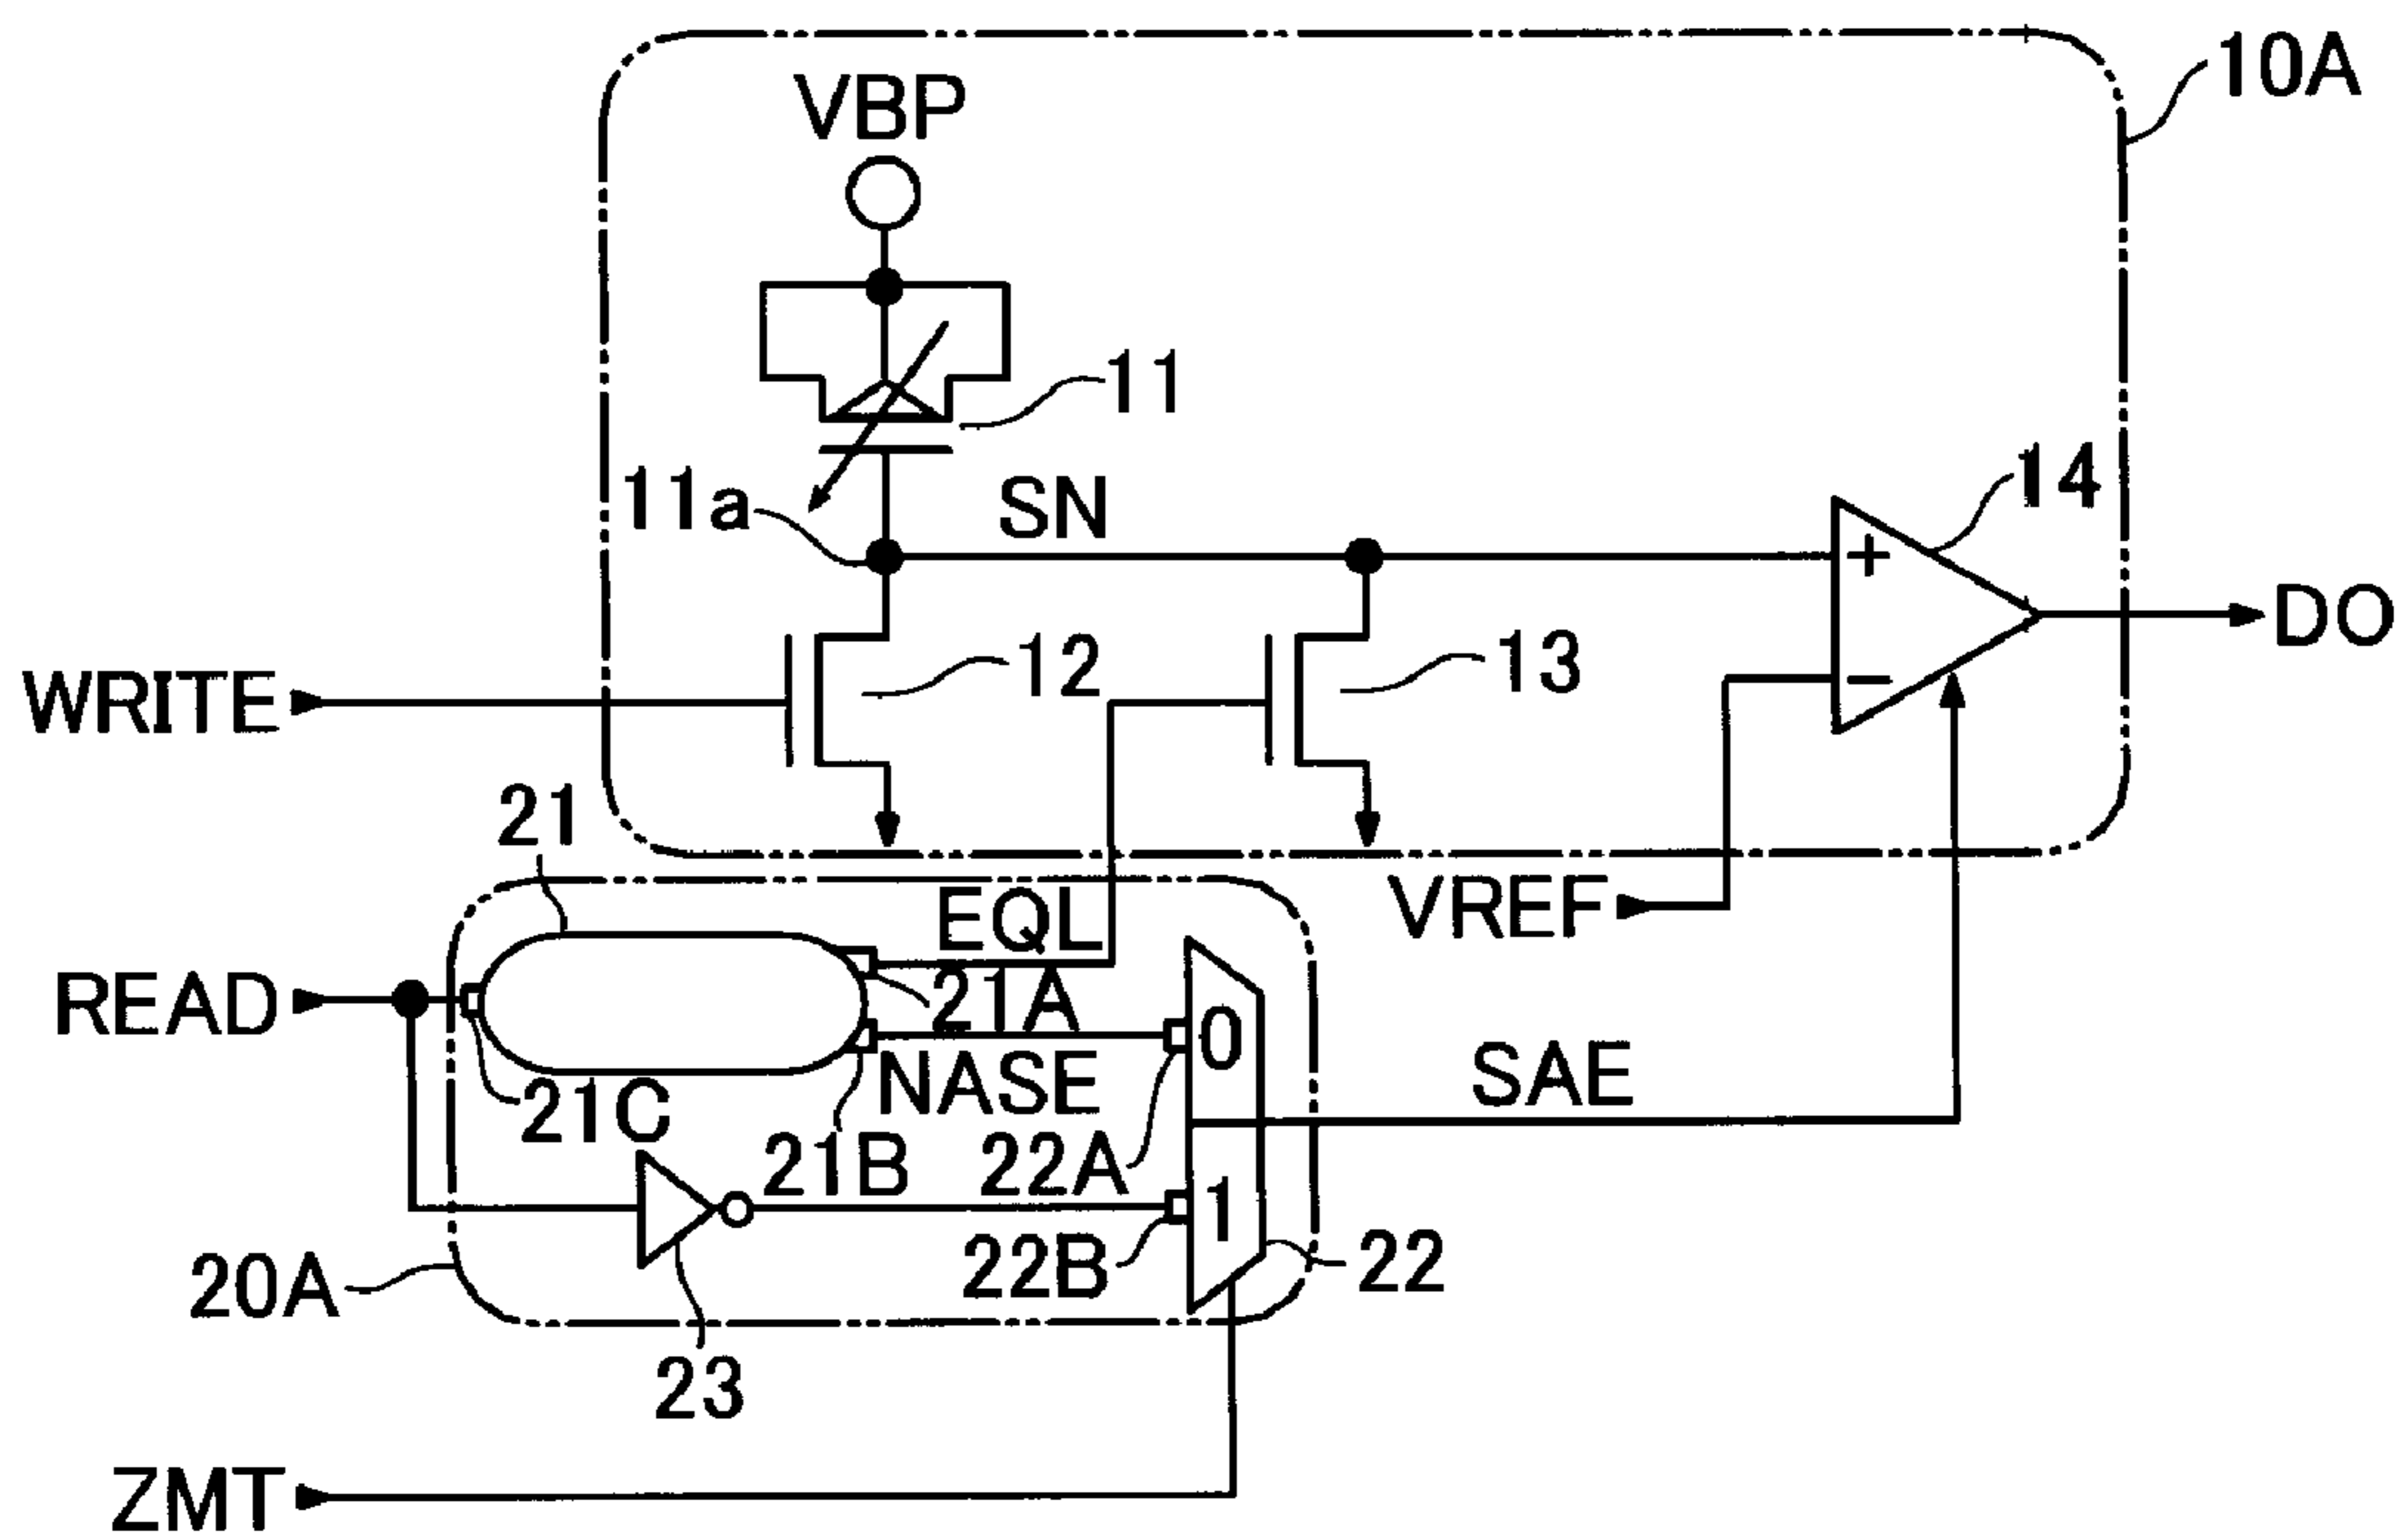 10A
VBP
11
11a
SN
14
+
DO
12
13
WRITE
−
21
EQL
VREF
READ
21A
0
NASE
SAE
21C
21B
22A
1
22B
22
20A
23
ZMT